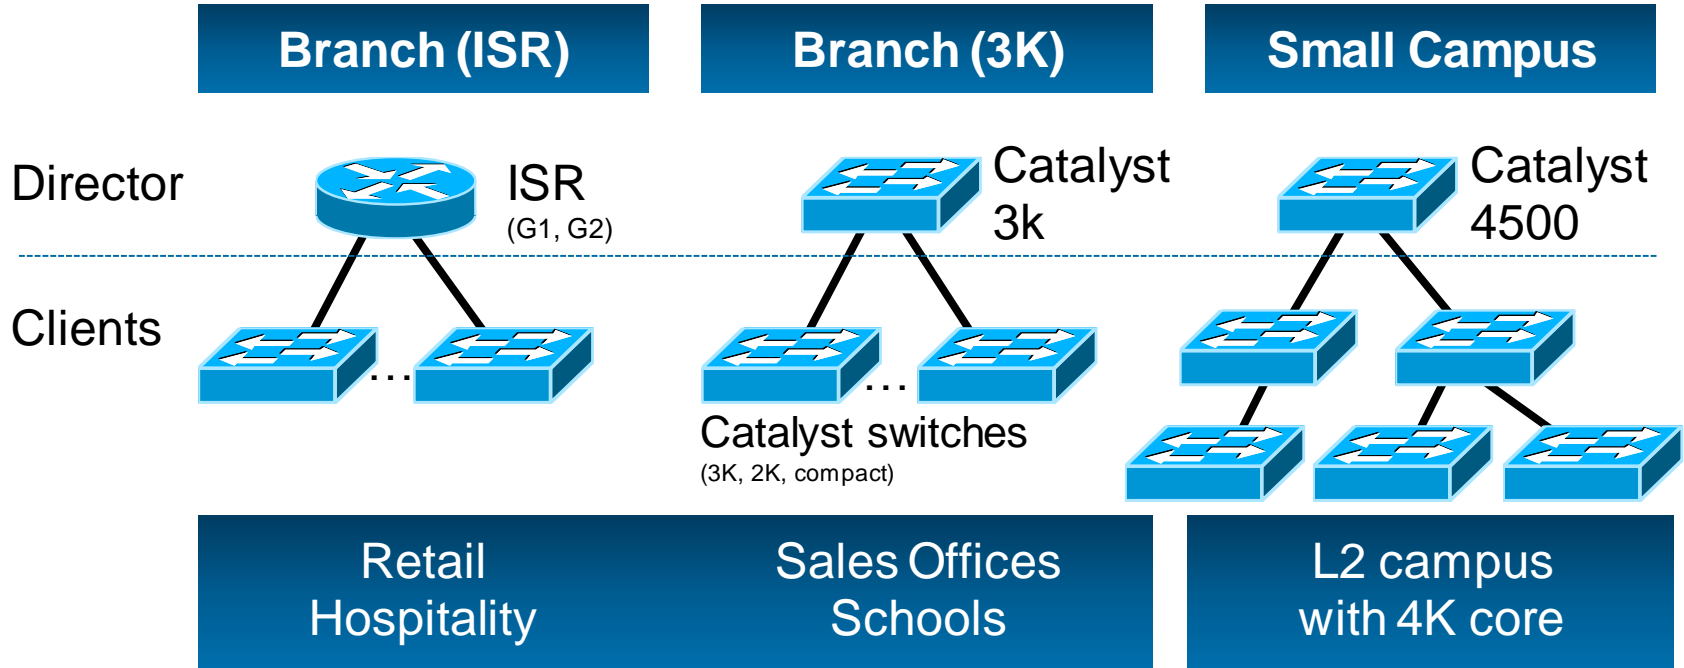 Branch (ISR)
Branch (3K)
Small Campus
Director
ISR
(G1, G2)
Catalyst
3k
Catalyst
4500
Clients
...
...
Catalyst switches
(3K, 2K, compact)
Retail
Hospitality
Sales Offices
Schools
L2 campus
with 4K core